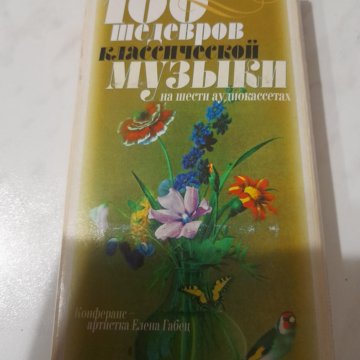 100
шедевров
классической
музыки
на шести аудиокассетах
Конферанс
артистка Елена Габец